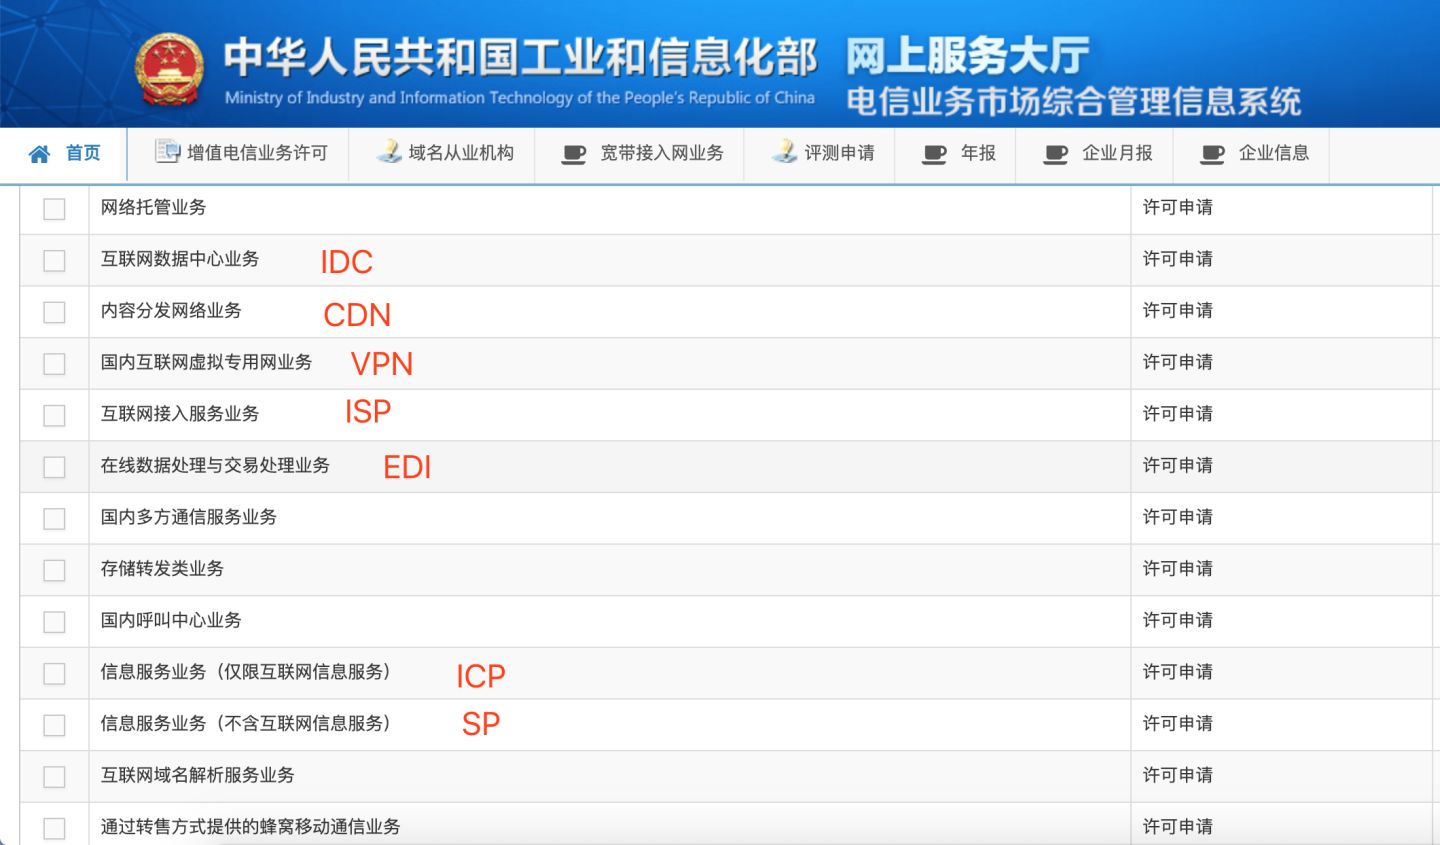 中华人民共和国工业和信息化部 网上服务大厅
Ministry of Industry and Information Technology of the People's Republic of China 电信业务市场综合管理信息系统
首页 增值电信业务许可 域名从业机构 宽带接入网业务 评测申请 年报 企业月报 企业信息
网络托管业务 许可申请
互联网数据中心业务 IDC 许可申请
内容分发网络业务 CDN 许可申请
国内互联网虚拟专用网业务 VPN 许可申请
互联网接入服务业务 ISP 许可申请
在线数据处理与交易处理业务 EDI 许可申请
国内多方通信服务业务 许可申请
存储转发类业务 许可申请
国内呼叫中心业务 许可申请
信息服务业务（仅限互联网信息服务） ICP 许可申请
信息服务业务（不含互联网信息服务） SP 许可申请
互联网域名解析服务业务 许可申请
通过转售方式提供的蜂窝移动通信业务 许可申请